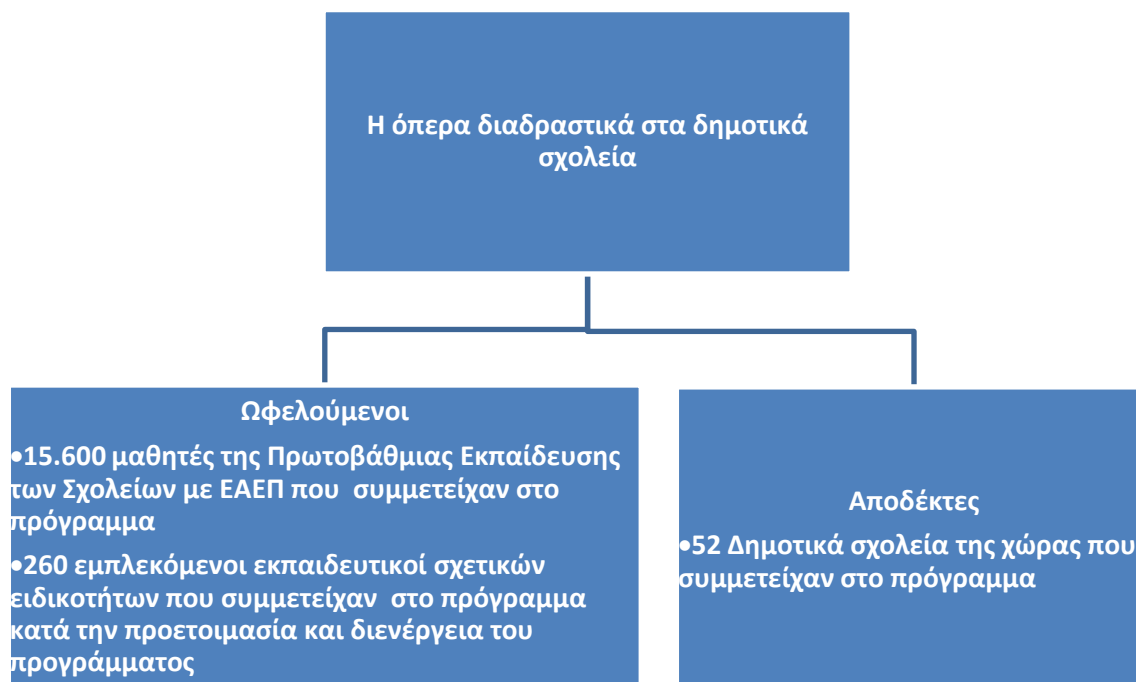 Η όπερα διαδραστικά στα δημοτικά
σχολεία
Ωφελούμενοι
•15.600 μαθητές της Πρωτοβάθμιας Εκπαίδευσης
των Σχολείων με ΕΑΕΠ που συμμετείχαν στο
πρόγραμμα
•260 εμπλεκόμενοι εκπαιδευτικοί σχετικών
ειδικοτήτων που συμμετείχαν στο πρόγραμμα
κατά την προετοιμασία και διενέργεια του
προγράμματος
Αποδέκτες
•52 Δημοτικά σχολεία της χώρας που
συμμετείχαν στο πρόγραμμα